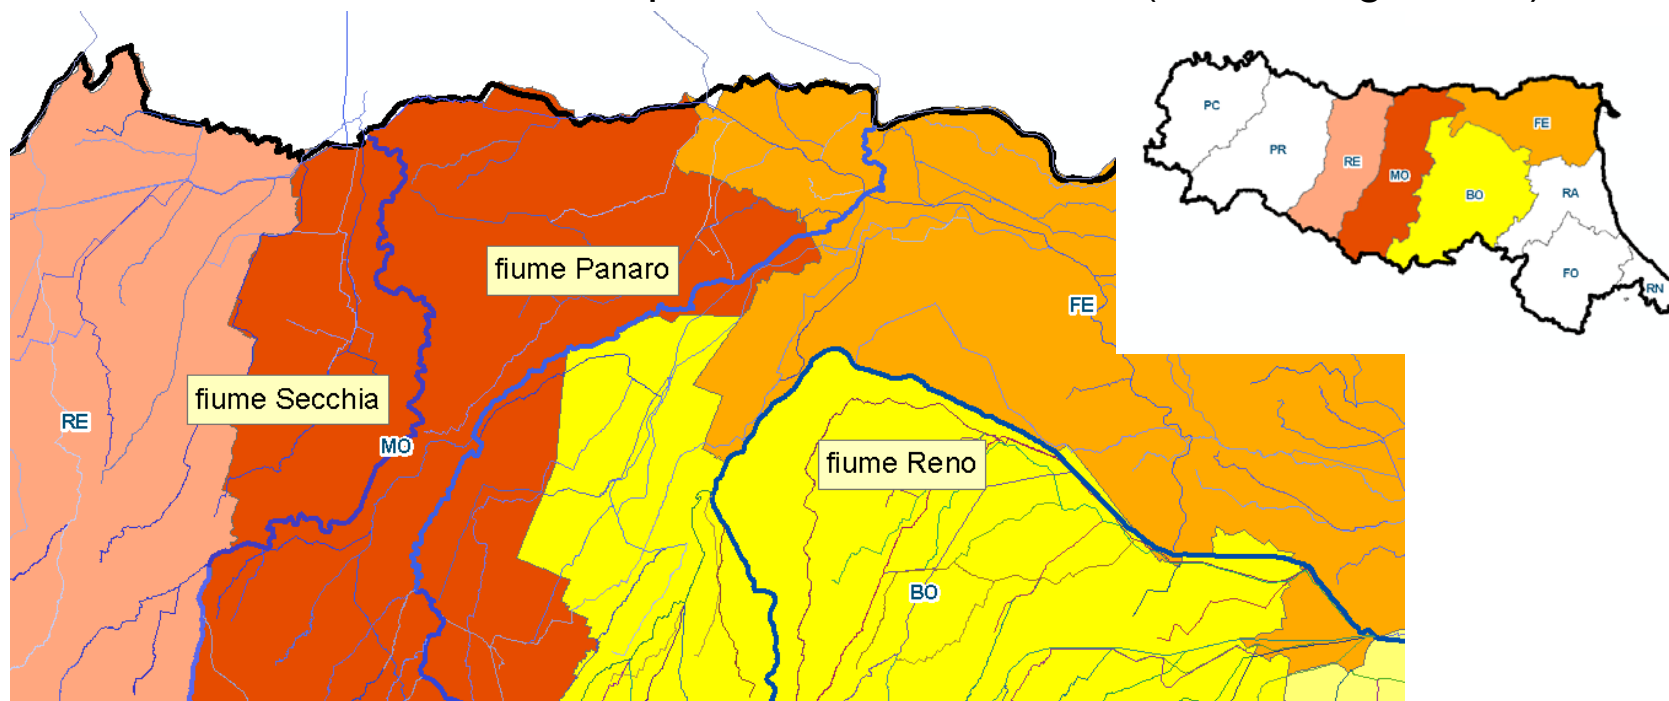 PC
PR
RE
MO
BO
FE
RA
FO
RN
fiume Panaro
FE
fiume Secchia
RE
MO
fiume Reno
BO